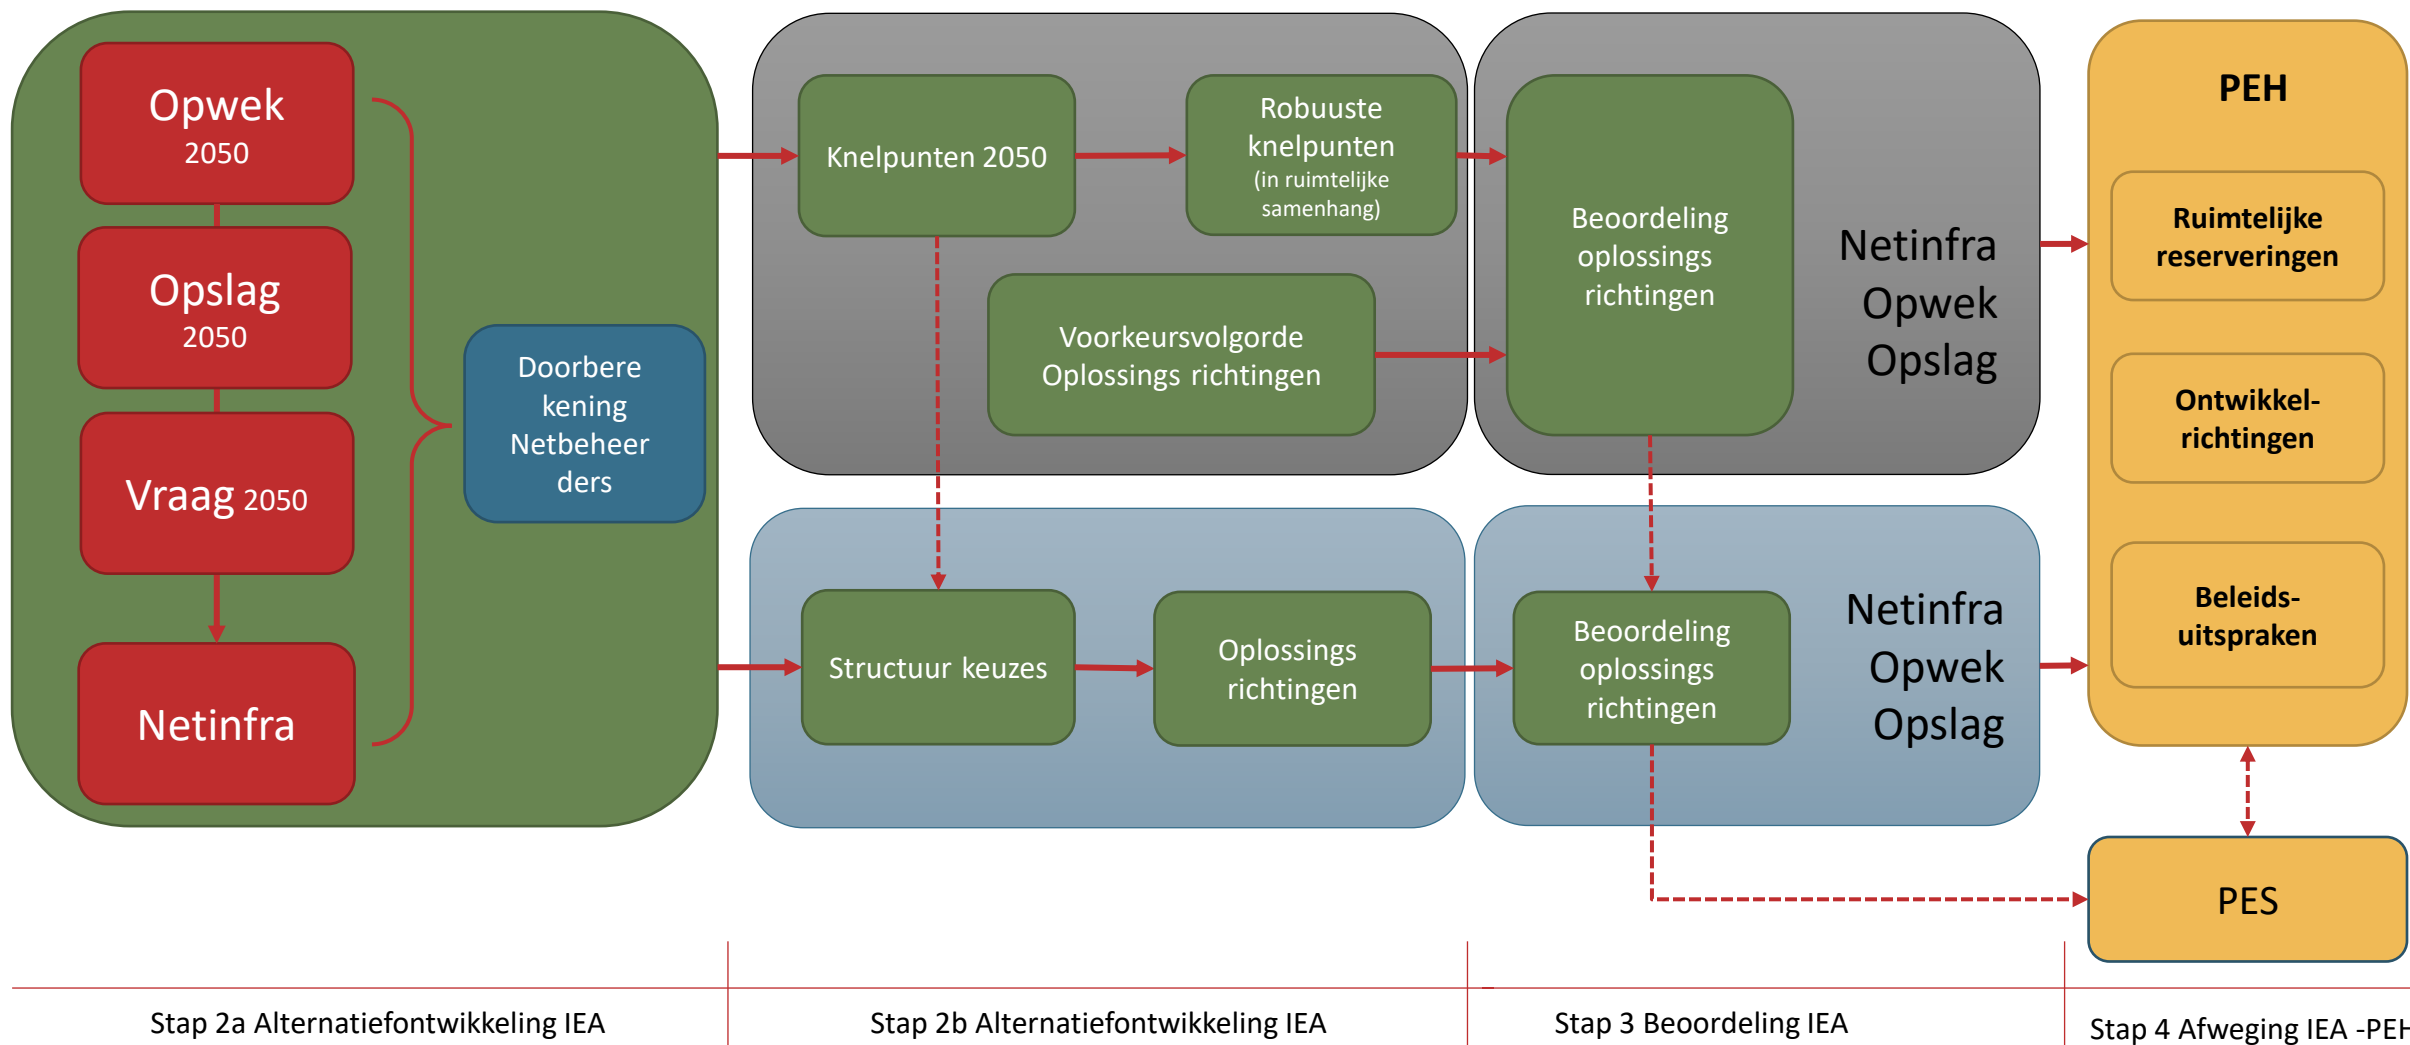 Opwek
2050
Opslag
2050
Vraag 2050
Netinfra
Doorbere
kening
Netbeheer
ders
Knelpunten 2050
Robuuste
knelpunten
(in ruimtelijke
samenhang)
Voorkeursvolgorde
Oplossings richtingen
Beoordeling
oplossings
richtingen
Netinfra
Opwek
Opslag
Structuur keuzes
Oplossings
richtingen
Beoordeling
oplossings
richtingen
Netinfra
Opwek
Opslag
PEH
Ruimtelijke
reserveringen
Ontwikkel-
richtingen
Beleids-
uitspraken
PES
Stap 2a Alternatiefontwikkeling IEA
Stap 2b Alternatiefontwikkeling IEA
Stap 3 Beoordeling IEA
Stap 4 Afweging IEA -PEH